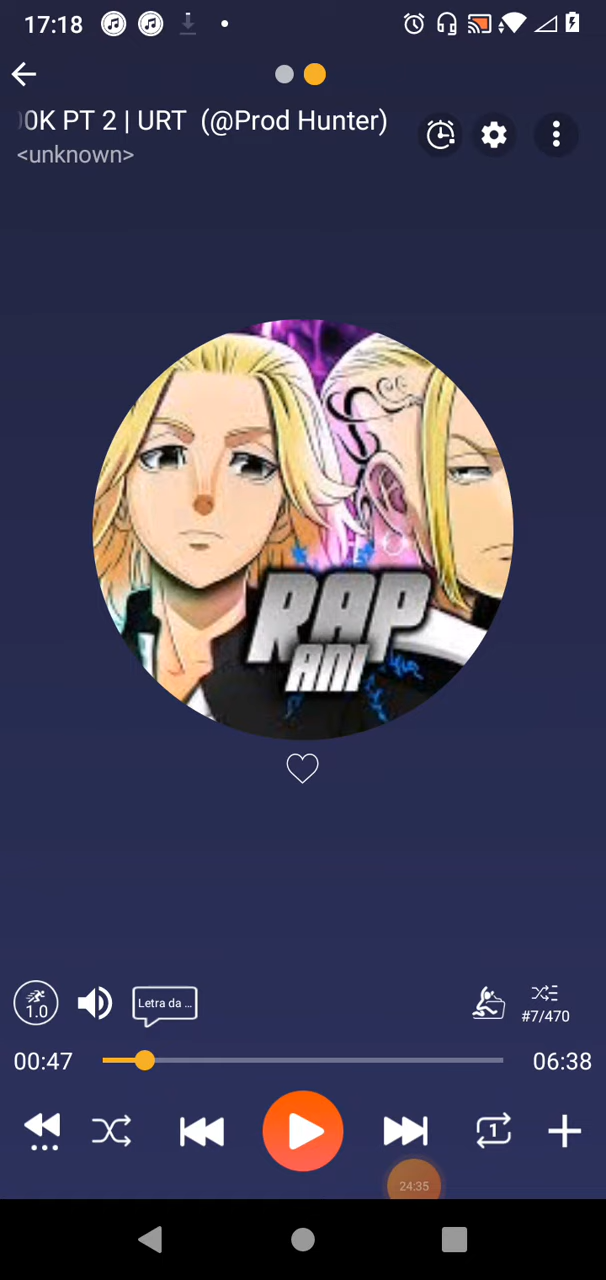 17:18
0K PT 2 | URT (@Prod Hunter)
<unknown>
RAP
ANI
1.0
Letra da ...
#7/470
00:47
06:38
1
24:35